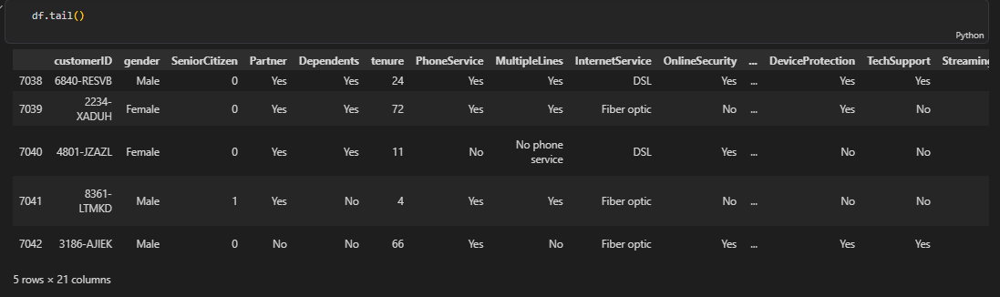 df.tail()
Python
customerID gender SeniorCitizen Partner Dependents tenure PhoneService MultipleLines InternetService OnlineSecurity ... DeviceProtection TechSupport Streaming
7038 6840-RESVB Male 0 Yes Yes 24 Yes Yes DSL Yes ... Yes Yes
7039 2234-XADUH Female 0 Yes Yes 72 Yes Yes Fiber optic No ... Yes No
7040 4801-JZAZL Female 0 Yes Yes 11 No No phone service DSL Yes ... No No
7041 8361-LTMKD Male 1 Yes No 4 Yes Yes Fiber optic No ... No No
7042 3186-AJIEK Male 0 No No 66 Yes No Fiber optic Yes ... Yes Yes
5 rows × 21 columns